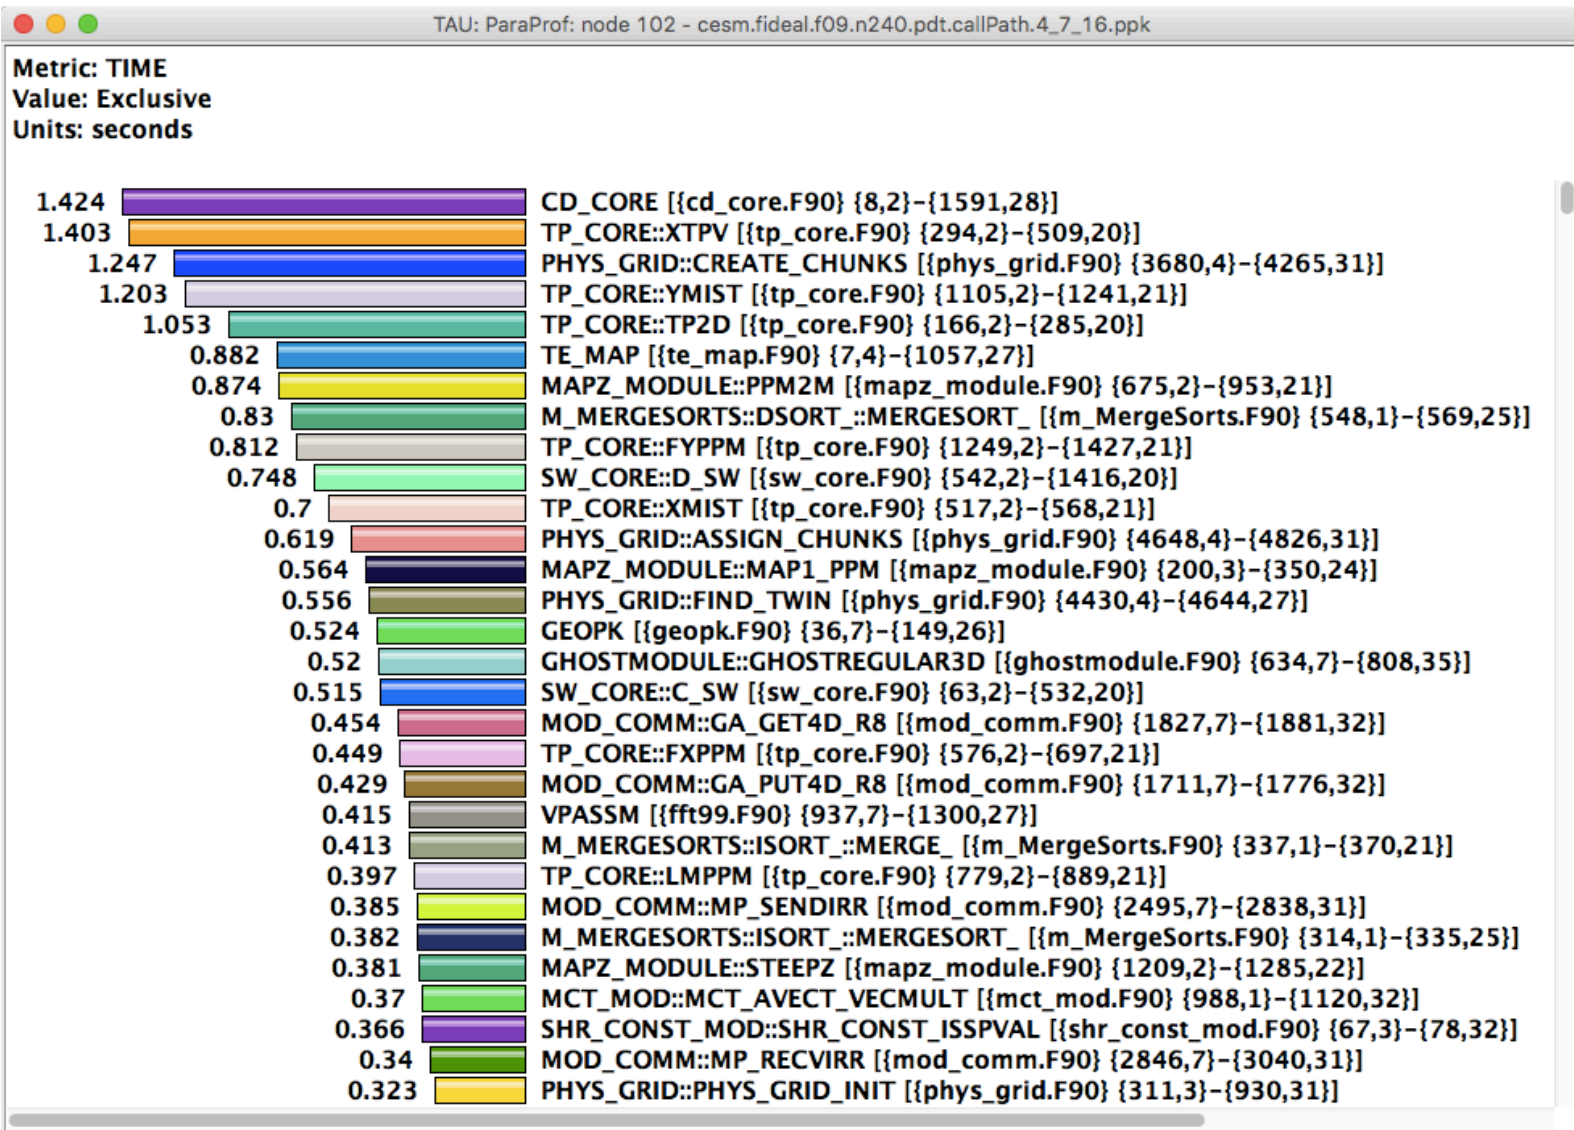 TAU: ParaProf: node 102 - cesm.fideal.f09.n240.pdt.callPath.4_7_16.ppk
Metric: TIME
Value: Exclusive
Units: seconds
1.424 CD_CORE [{cd_core.F90} {8,2}-{1591,28}]
1.403 TP_CORE::XTPV [{tp_core.F90} {294,2}-{509,20}]
1.247 PHYS_GRID::CREATE_CHUNKS [{phys_grid.F90} {3680,4}-{4265,31}]
1.203 TP_CORE::YMIST [{tp_core.F90} {1105,2}-{1241,21}]
1.053 TP_CORE::TP2D [{tp_core.F90} {166,2}-{285,20}]
0.882 TE_MAP [{te_map.F90} {7,4}-{1057,27}]
0.874 MAPZ_MODULE::PPM2M [{mapz_module.F90} {675,2}-{953,21}]
0.83 M_MERGESORTS::DSORT_::MERGESORT_ [{m_MergeSorts.F90} {548,1}-{569,25}]
0.812 TP_CORE::FYPPM [{tp_core.F90} {1249,2}-{1427,21}]
0.748 SW_CORE::D_SW [{sw_core.F90} {542,2}-{1416,20}]
0.7 TP_CORE::XMIST [{tp_core.F90} {517,2}-{568,21}]
0.619 PHYS_GRID::ASSIGN_CHUNKS [{phys_grid.F90} {4648,4}-{4826,31}]
0.564 MAPZ_MODULE::MAP1_PPM [{mapz_module.F90} {200,3}-{350,24}]
0.556 PHYS_GRID::FIND_TWIN [{phys_grid.F90} {4430,4}-{4644,27}]
0.524 GEOPK [{geopk.F90} {36,7}-{149,26}]
0.52 GHOSTMODULE::GHOSTREGULAR3D [{ghostmodule.F90} {634,7}-{808,35}]
0.515 SW_CORE::C_SW [{sw_core.F90} {63,2}-{532,20}]
0.454 MOD_COMM::GA_GET4D_R8 [{mod_comm.F90} {1827,7}-{1881,32}]
0.449 TP_CORE::FXPPM [{tp_core.F90} {576,2}-{697,21}]
0.429 MOD_COMM::GA_PUT4D_R8 [{mod_comm.F90} {1711,7}-{1776,32}]
0.415 VPASSM [{fft99.F90} {937,7}-{1300,27}]
0.413 M_MERGESORTS::ISORT_::MERGE_ [{m_MergeSorts.F90} {337,1}-{370,21}]
0.397 TP_CORE::LMPPM [{tp_core.F90} {779,2}-{889,21}]
0.385 MOD_COMM::MP_SENDIRR [{mod_comm.F90} {2495,7}-{2838,31}]
0.382 M_MERGESORTS::ISORT_::MERGESORT_ [{m_MergeSorts.F90} {314,1}-{335,25}]
0.381 MAPZ_MODULE::STEEPZ [{mapz_module.F90} {1209,2}-{1285,22}]
0.37 MCT_MOD::MCT_AVECT_VECMULT [{mct_mod.F90} {988,1}-{1120,32}]
0.366 SHR_CONST_MOD::SHR_CONST_ISSPVAL [{shr_const_mod.F90} {67,3}-{78,32}]
0.34 MOD_COMM::MP_RECVIRR [{mod_comm.F90} {2846,7}-{3040,31}]
0.323 PHYS_GRID::PHYS_GRID_INIT [{phys_grid.F90} {311,3}-{930,31}]